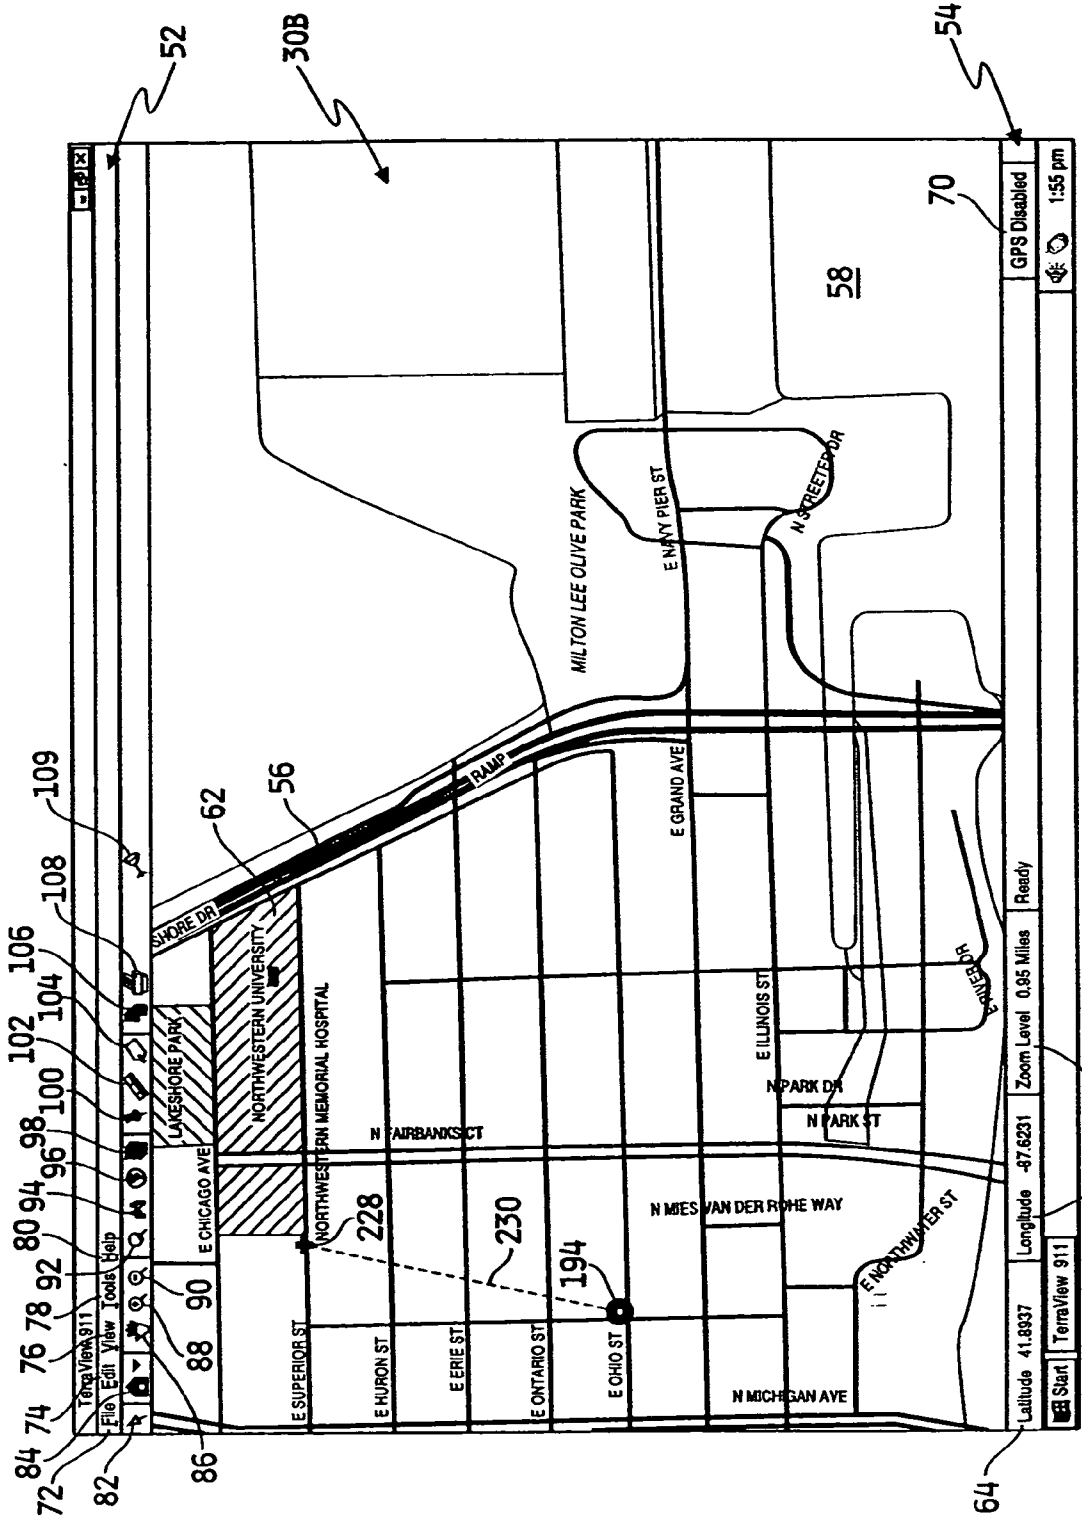 52
30B
54
TerraView 911
File Edit View Tools Help
72
74
76
78
80
82
84
86
88
90
92
94
96
98
100
102
104
106
108
109
LAKESHORE PARK
SHORE DR
E CHICAGO AVE
NORTHWESTERN UNIVERSITY
62
56
RAMP
E SUPERIOR ST
NORTHWESTERN MEMORIAL HOSPITAL
228
E HURON ST
N FAIRBANKS CT
E ERIE ST
230
E ONTARIO ST
194
E OHIO ST
MILTON LEE OLIVE PARK
E NAVY PIER ST
E GRAND AVE
N MIES VAN DER ROHE WAY
N MICHIGAN AVE
E ILLINOIS ST
N PARK DR
N PARK ST
N STREETER DR
E NORTHWATER ST
E RIVER DR
58
70
64
Latitude 41.8937 Longitude -87.6231 Zoom Level 0.95 Miles Ready GPS Disabled
Start TerraView 911 1:55 pm